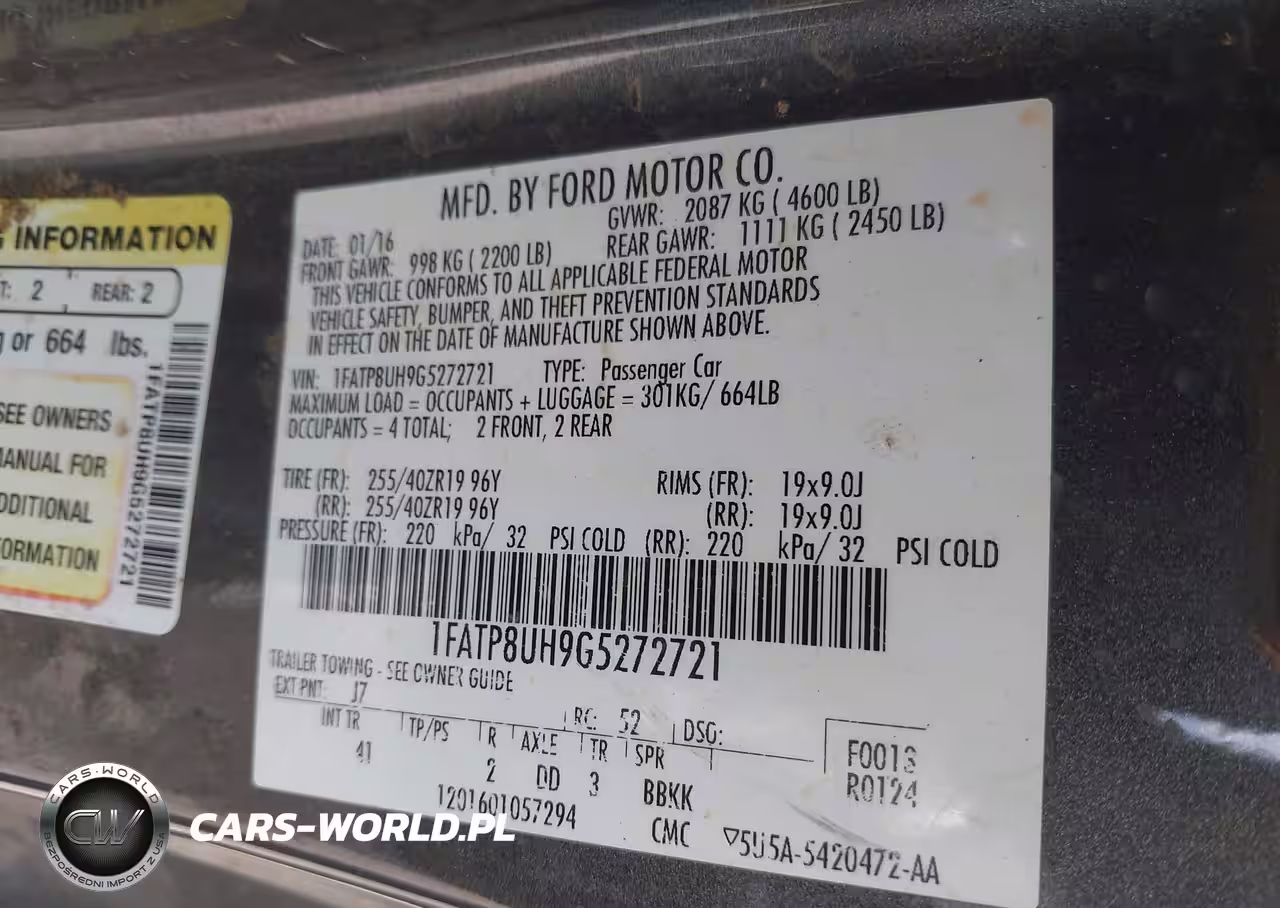 INFORMATION
T: 2 REAR: 2
or 664 lbs.
SEE OWNERS
MANUAL FOR
DDITIONAL
ORMATION
1FATP8UH9G5272721
MFD. BY FORD MOTOR CO.
DATE: 01/16 GVWR: 2087 KG ( 4600 LB)
FRONT GAWR: 998 KG ( 2200 LB) REAR GAWR: 1111 KG ( 2450 LB)
THIS VEHICLE CONFORMS TO ALL APPLICABLE FEDERAL MOTOR
VEHICLE SAFETY, BUMPER, AND THEFT PREVENTION STANDARDS
IN EFFECT ON THE DATE OF MANUFACTURE SHOWN ABOVE.
VIN: 1FATP8UH9G5272721 TYPE: Passenger Car
MAXIMUM LOAD = OCCUPANTS + LUGGAGE = 301KG/ 664LB
OCCUPANTS = 4 TOTAL; 2 FRONT, 2 REAR
TIRE (FR): 255/40ZR19 96Y RIMS (FR): 19x9.0J
(RR): 255/40ZR19 96Y (RR): 19x9.0J
PRESSURE (FR): 220 kPa/ 32 PSI COLD (RR): 220 kPa/ 32 PSI COLD
1FATP8UH9G5272721
TRAILER TOWING - SEE OWNER GUIDE
EXT PNT: J7 RC: 52 DSO:
INT TR TP/PS R AXLE TR SPR
41 2 DD 3 BBKK
F0013
R0124
1201601057294 CMC ▽5U5A-5420472-AA
CARS-WORLD
CW
BEZPOŚREDNI IMPORT Z USA
CARS-WORLD.PL